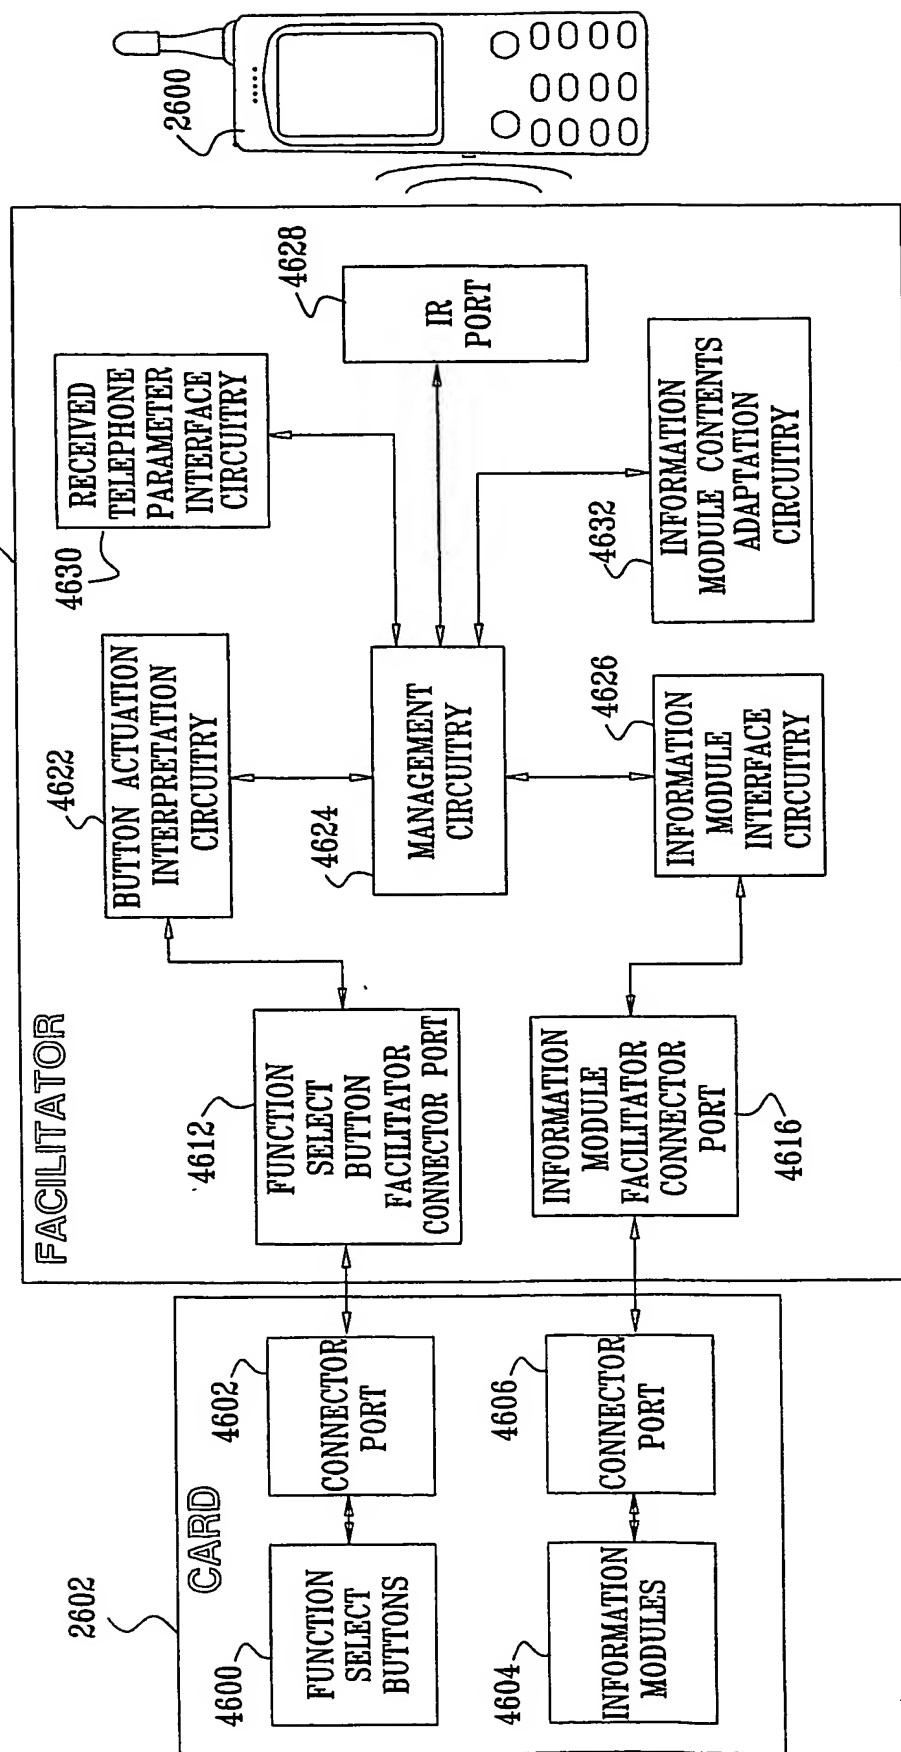 2602
CARD
4600
FUNCTION
SELECT
BUTTONS
4602
CONNECTOR
PORT
4604
INFORMATION
MODULES
4606
CONNECTOR
PORT
FACILITATOR
4612
FUNCTION
SELECT
BUTTON
FACILITATOR
CONNECTOR PORT
INFORMATION
MODULE
FACILITATOR
CONNECTOR
PORT
4616
4622
BUTTON ACTUATION
INTERPRETATION
CIRCUITRY
4624
MANAGEMENT
CIRCUITRY
4626
INFORMATION
MODULE
INTERFACE
CIRCUITRY
4630
RECEIVED
TELEPHONE
PARAMETER
INTERFACE
CIRCUITRY
4628
IR
PORT
4632
INFORMATION
MODULE CONTENTS
ADAPTATION
CIRCUITRY
2600